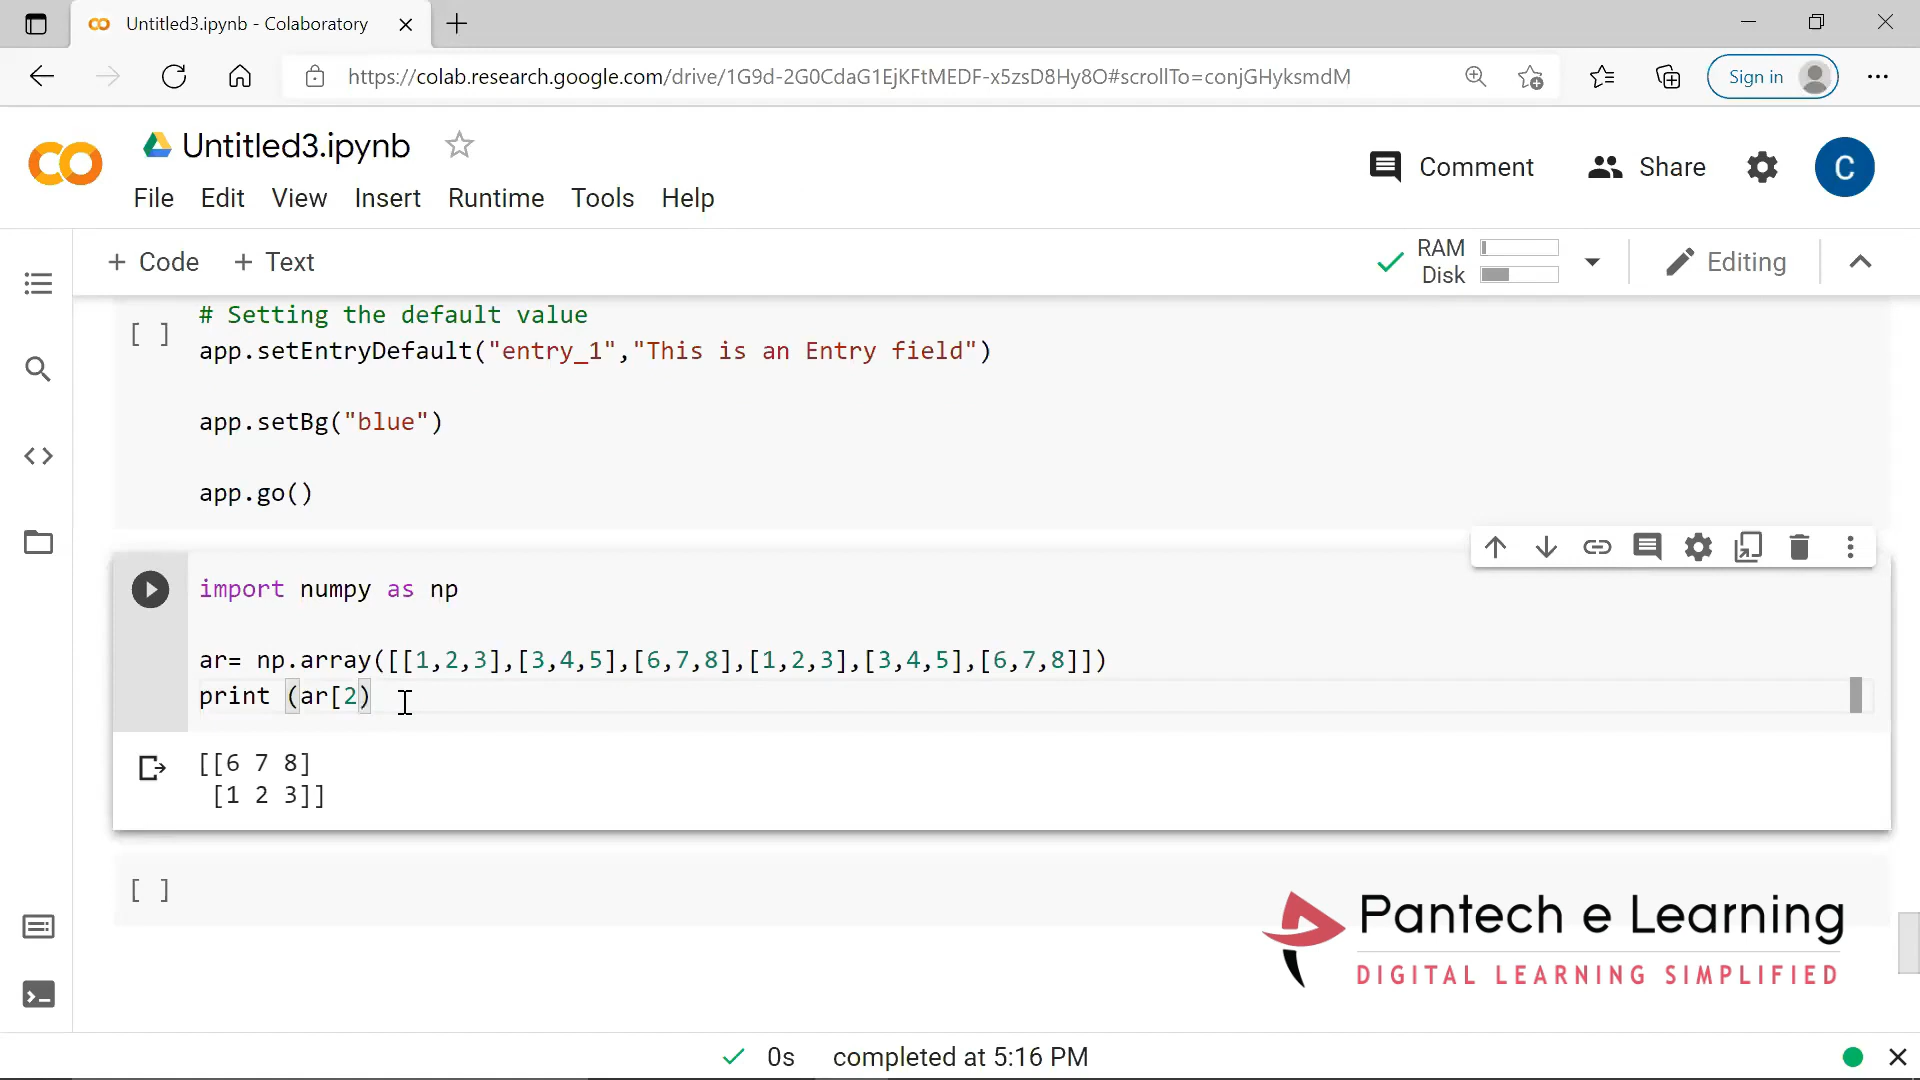 Untitled3.ipynb - Colaboratory
https://colab.research.google.com/drive/1G9d-2G0CdaG1EjKFtMEDF-x5zsD8Hy8O#scrollTo=conjGHyksmdM
Sign in
Untitled3.ipynb
Comment
Share
C
File Edit View Insert Runtime Tools Help
+ Code + Text
RAM
Disk
Editing
# Setting the default value
[ ]
app.setEntryDefault("entry_1","This is an Entry field")
app.setBg("blue")
app.go()
import numpy as np
ar= np.array([[1,2,3],[3,4,5],[6,7,8],[1,2,3],[3,4,5],[6,7,8]])
print (ar[2)
[[6 7 8]
[1 2 3]]
[ ]
Pantech e Learning
DIGITAL LEARNING SIMPLIFIED
0s completed at 5:16 PM